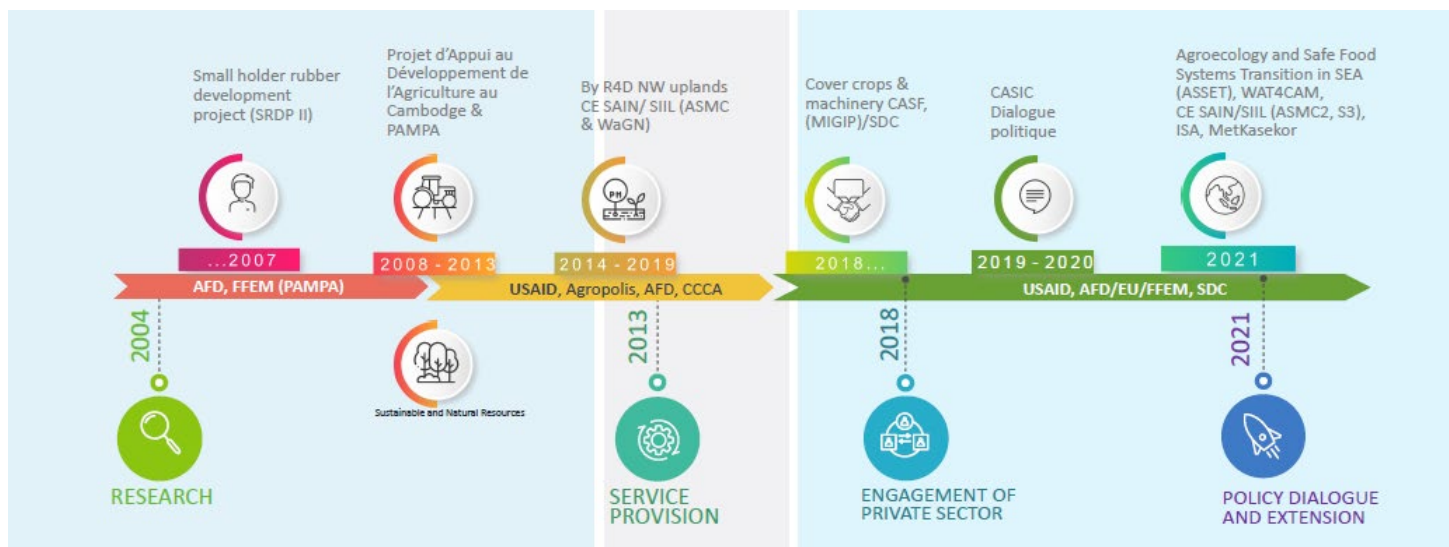 Small holder rubber
development
project (SRDP II)
Projet d'Appui au
Développement de
l'Agriculture au
Cambodge &
PAMPA
By R4D NW uplands
CE SAIN/ SIIL (ASMC
& WaGN)
Cover crops &
machinery CASF,
(MIGIP)/SDC
CASIC
Dialogue
politique
Agroecology and Safe Food
Systems Transition in SEA
(ASSET), WAT4CAM,
CE SAIN/SIIL (ASMC2, S3),
ISA, MetKasekor
PH
...2007
2008 - 2013
2014 - 2019
2018...
2019 - 2020
2021
AFD, FFEM (PAMPA)
USAID, Agropolis, AFD, CCCA
USAID, AFD/EU/FFEM, SDC
2004
2013
2018
2021
Sustainable and Natural Resources
RESEARCH
SERVICE
PROVISION
ENGAGEMENT OF
PRIVATE SECTOR
POLICY DIALOGUE
AND EXTENSION